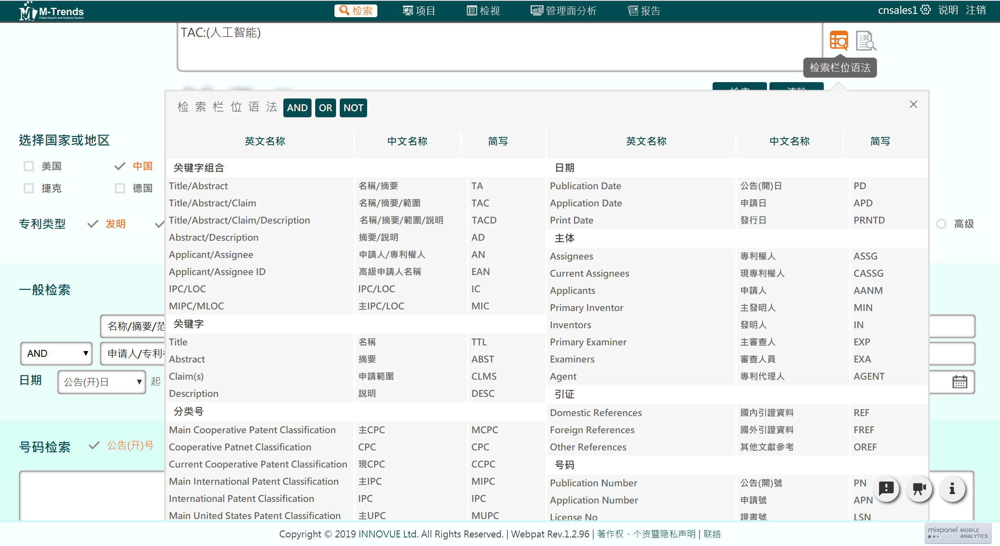 M-Trends
Patent Search and Analysis System
检索
项目
检视
管理面分析
报告
cnsales1
说明
注销
TAC:(人工智能)
检索栏位语法
检索
清除
检索栏位语法 AND OR NOT
选择国家或地区
美国
中国
捷克
德国
专利类型
发明
高级
一般检索
名称/摘要/范
AND
申请人/专利
日期
公告(开)日
起
号码检索
公告(开)号
英文名称 中文名称 简写
关键字组合
Title/Abstract 名稱/摘要 TA
Title/Abstract/Claim 名稱/摘要/範圍 TAC
Title/Abstract/Claim/Description 名稱/摘要/範圍/說明 TACD
Abstract/Description 摘要/說明 AD
Applicant/Assignee 申請人/專利權人 AN
Applicant/Assignee ID 高級申請人名稱 EAN
IPC/LOC IPC/LOC IC
MIPC/MLOC 主IPC/LOC MIC
关键字
Title 名稱 TTL
Abstract 摘要 ABST
Claim(s) 申請範圍 CLMS
Description 說明 DESC
分类号
Main Cooperative Patent Classification 主CPC MCPC
Cooperative Patnet Classification CPC CPC
Current Cooperative Patent Classification 現CPC CCPC
Main International Patent Classification 主IPC MIPC
International Patent Classification IPC IPC
Main United States Patent Classification 主UPC MUPC
英文名称 中文名称 简写
日期
Publication Date 公告(開)日 PD
Application Date 申請日 APD
Print Date 發行日 PRNTD
主体
Assignees 專利權人 ASSG
Current Assignees 現專利權人 CASSG
Applicants 申請人 AANM
Primary Inventor 主發明人 MIN
Inventors 發明人 IN
Primary Examiner 主審查人 EXP
Examiners 審查人員 EXA
Agent 專利代理人 AGENT
引证
Domestic References 國內引證資料 REF
Foreign References 國外引證資料 FREF
Other References 其他文獻參考 OREF
号码
Publication Number 公告(開)號 PN
Application Number 申請號 APN
License No 證書號 LSN
Copyright © 2019 INNOVUE Ltd. All Rights Reserved. | Webpat Rev.1.2.96 | 著作权、个资暨隐私声明 | 联络
mixpanel MOBILE
ANALYTICS